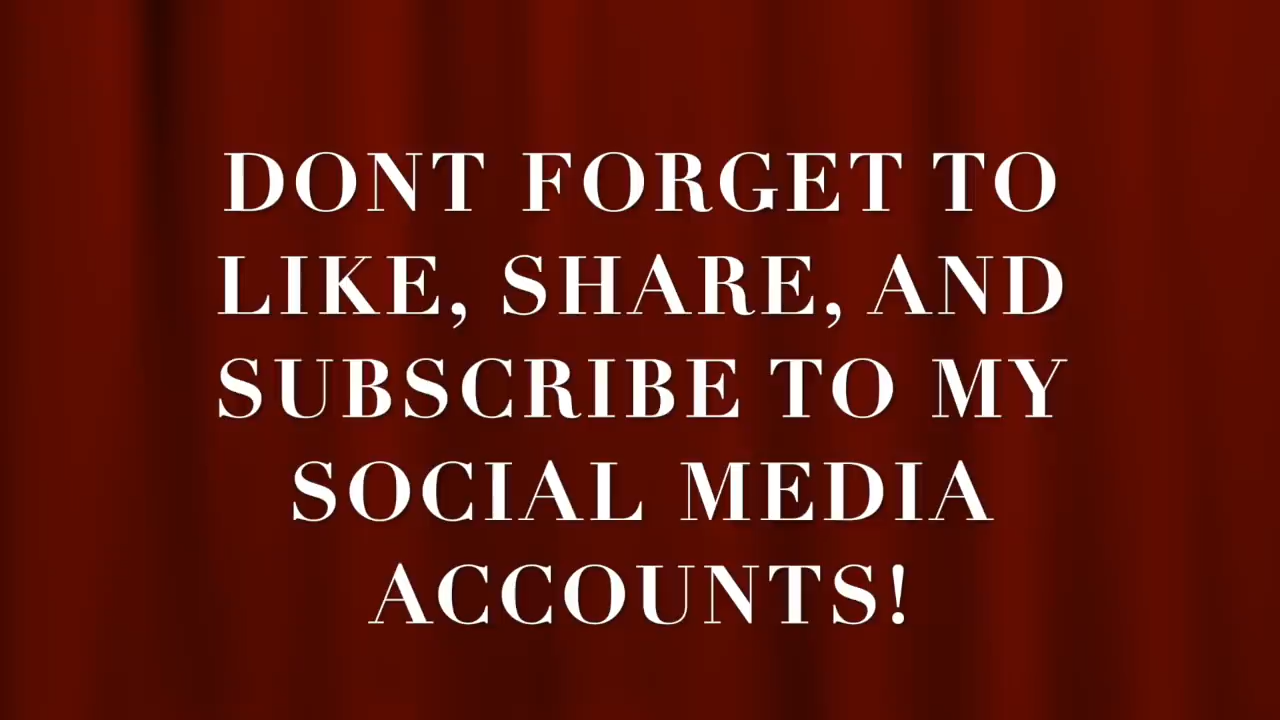 DONT FORGET TO
LIKE, SHARE, AND
SUBSCRIBE TO MY
SOCIAL MEDIA
ACCOUNTS!